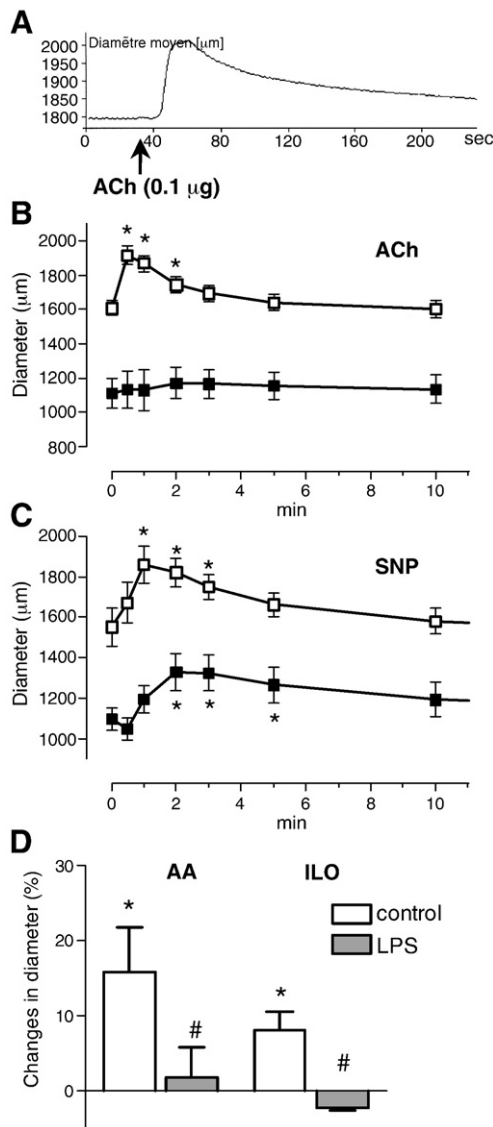 A
Diamètre moyen [µm]
2000
1950
1900
1850
1800
0 40 80 120 160 200 sec
ACh (0.1 µg)
B
ACh
Diameter (µm)
2000
1800
1600
1400
1200
1000
800
* * *
0 2 4 6 8 10
min
C
SNP
Diameter (µm)
2000
1800
1600
1400
1200
1000
* * *
* * *
0 2 4 6 8 10
min
D
AA ILO
Changes in diameter (%)
30
20
10
0
control
LPS
* # * #